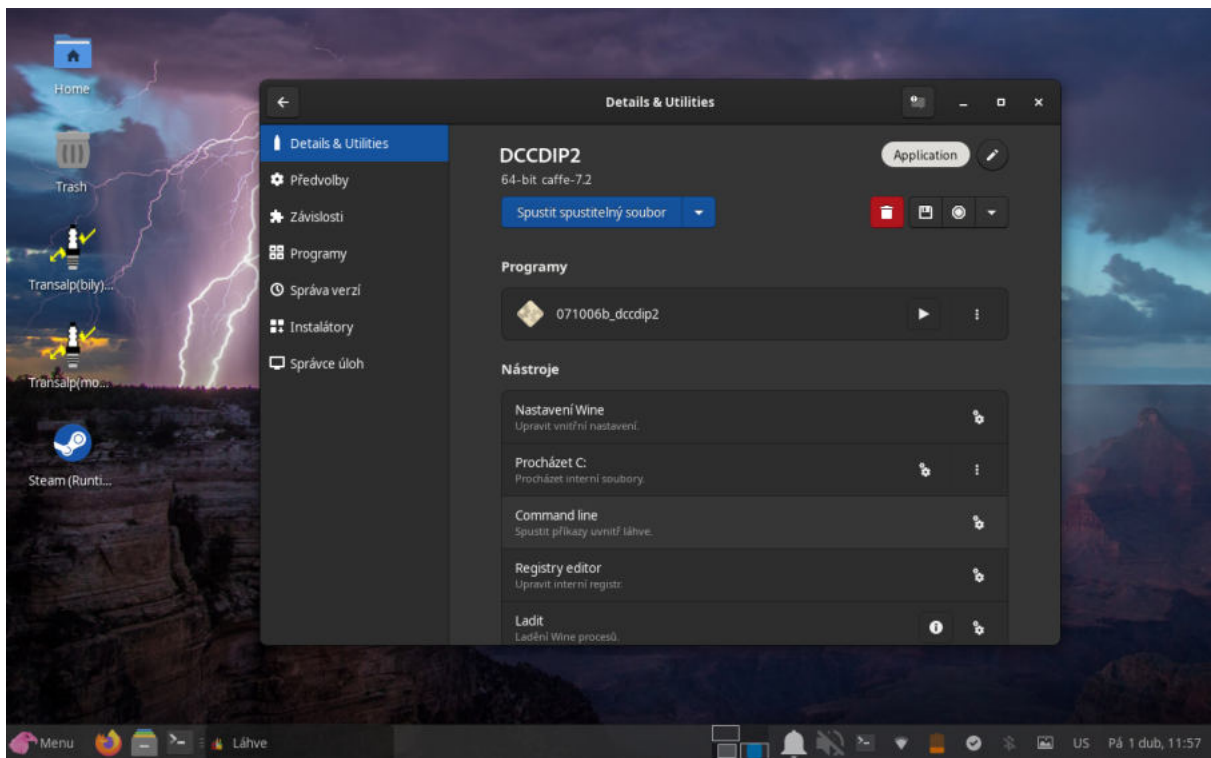 Home
Trash
Transalp(bily)...
Transalp(mo...
Steam (Runti...
Details & Utilities
Details & Utilities
Předvolby
Závislosti
Programy
Správa verzí
Instalátory
Správce úloh
DCCDIP2
64-bit caffe-7.2
Application
Spustit spustitelný soubor
Programy
071006b_dccdip2
Nástroje
Nastavení Wine
Upravit vnitřní nastavení.
Procházet C:
Procházet interní soubory.
Command line
Spustit příkazy uvnitř láhve.
Registry editor
Upravit interní registr.
Ladit
Ladění Wine procesů.
Menu
Láhve
US Pá 1 dub, 11:57